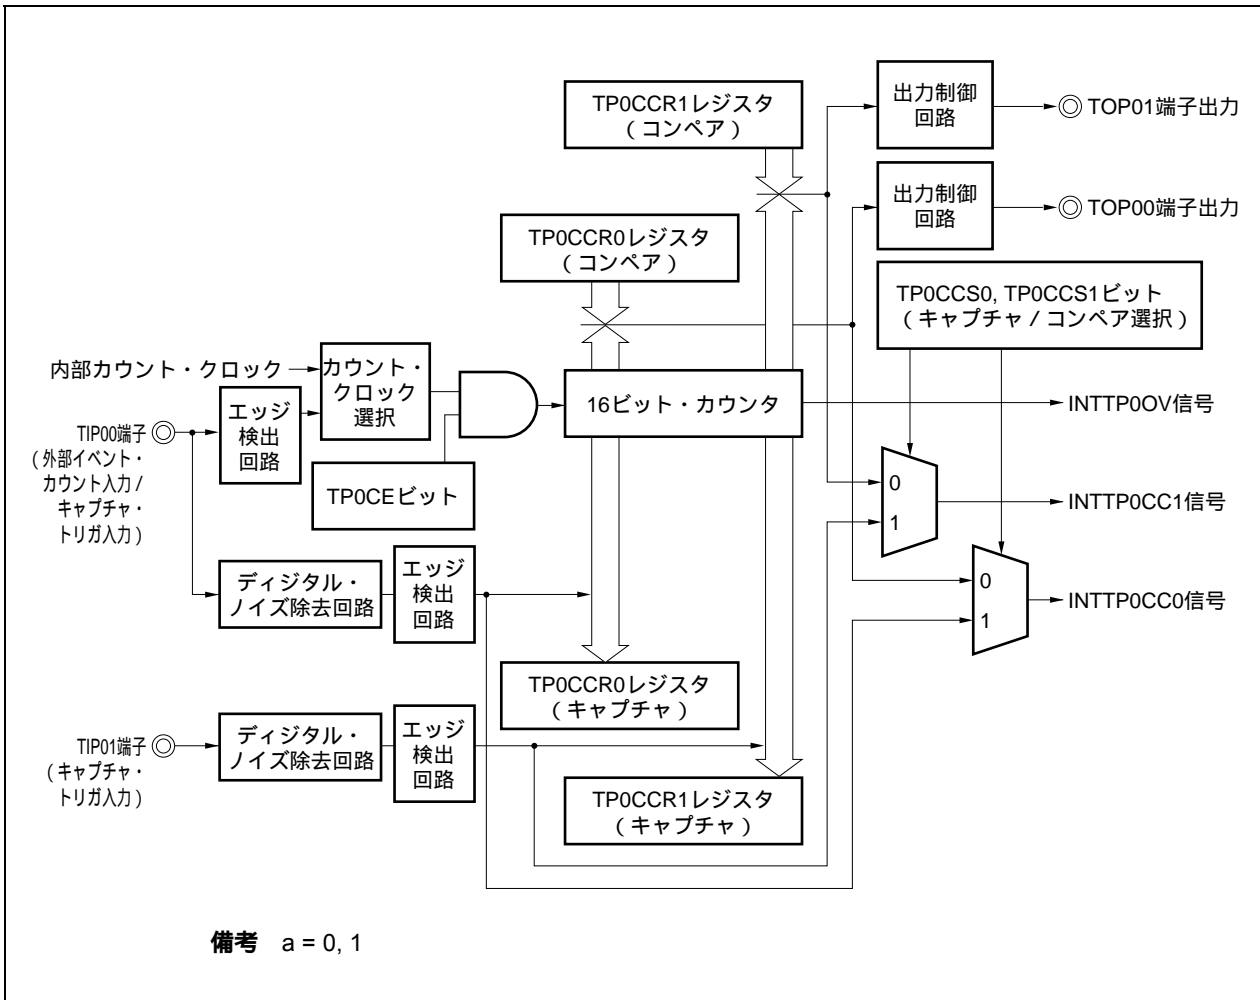 TP0CCR1レジスタ
（コンペア）
出力制御
回路
TOP01端子出力
出力制御
回路
TOP00端子出力
TP0CCR0レジスタ
（コンペア）
TP0CCS0, TP0CCS1ビット
（キャプチャ / コンペア選択）
内部カウント・クロック
カウント・
クロック
選択
16ビット・カウンタ
INTTP0OV信号
エッジ
検出
回路
TIP00端子
（外部イベント・
カウント入力 /
キャプチャ・
トリガ入力）
TP0CEビット
0
1
INTTP0CC1信号
ディジタル・
ノイズ除去回路
エッジ
検出
回路
0
1
INTTP0CC0信号
TP0CCR0レジスタ
（キャプチャ）
TIP01端子
（キャプチャ・
トリガ入力）
ディジタル・
ノイズ除去回路
エッジ
検出
回路
TP0CCR1レジスタ
（キャプチャ）
備考 a = 0, 1